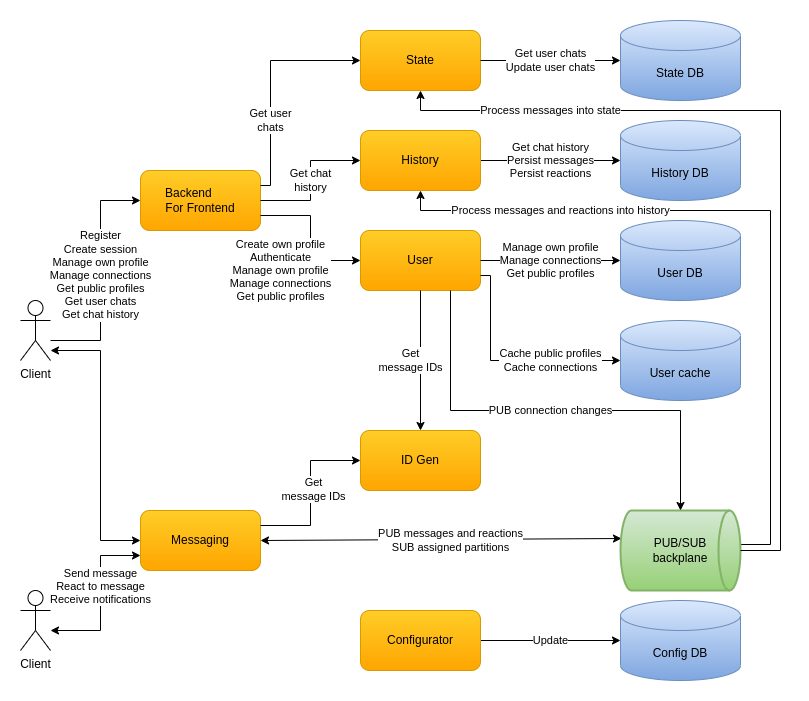 State
Get user chats
Update user chats
State DB
Get user
chats
Process messages into state
History
Get chat history
Persist messages
Persist reactions
History DB
Get chat
history
Backend
For Frontend
Process messages and reactions into history
Register
Create session
Manage own profile
Manage connections
Get public profiles
Get user chats
Get chat history
Create own profile
Authenticate
Manage own profile
Manage connections
Get public profiles
User
Manage own profile
Manage connections
Get public profiles
User DB
Client
Get
message IDs
Cache public profiles
Cache connections
User cache
PUB connection changes
ID Gen
Get
message IDs
Messaging
PUB messages and reactions
SUB assigned partitions
PUB/SUB
backplane
Send message
React to message
Receive notifications
Client
Configurator
Update
Config DB